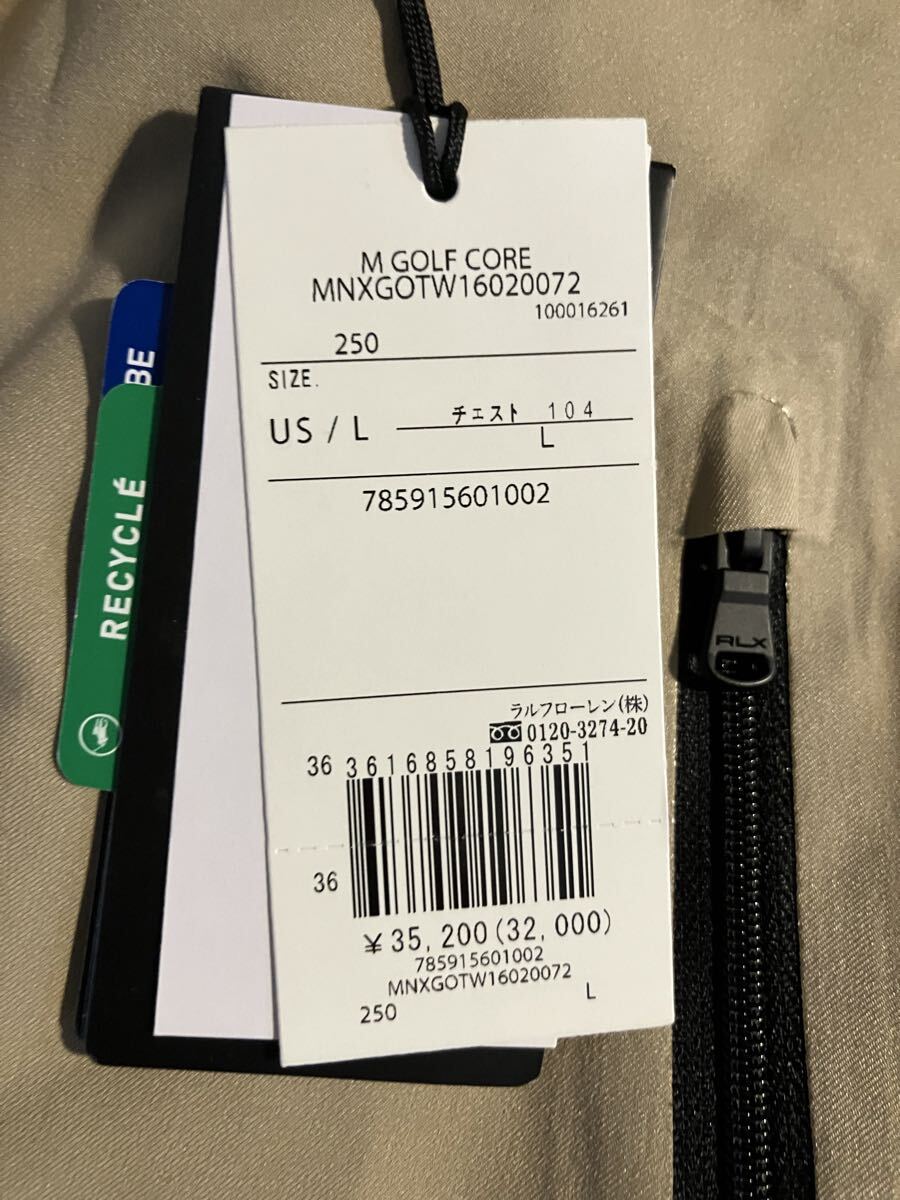 M GOLF CORE
MNXGOTW16020072
100016261
250
SIZE.
US / L
チェスト 104
L
785915601002
ラルフローレン(株)
0120-3274-20
36 3616858196351
36
¥35,200(32,000)
785915601002
MNXGOTW16020072
250 L
BE
RECYCLÉ
RLX